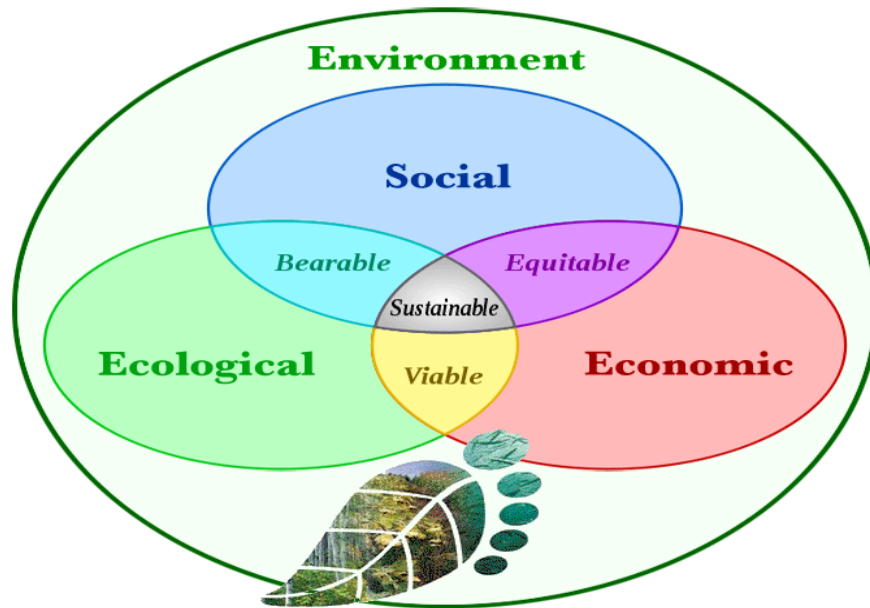 Environment
Social
Bearable
Equitable
Sustainable
Ecological
Viable
Economic